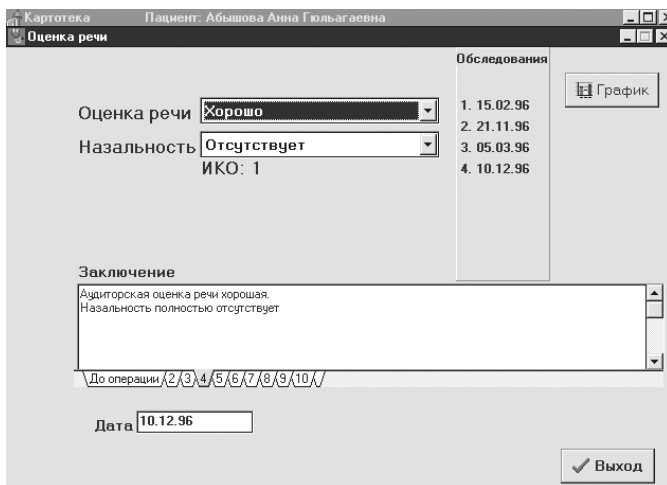 Картотека Пациент: Абышова Анна Гюльагаевна
Оценка речи
Обследования
График
Оценка речи Хорошо
Назальность Отсутствует
ИКО: 1
1. 15.02.96
2. 21.11.96
3. 05.03.96
4. 10.12.96
Заключение
Аудиторская оценка речи хорошая.
Назальность полностью отсутствует
До операции 2 3 4 5 6 7 8 9 10
Дата 10.12.96
Выход